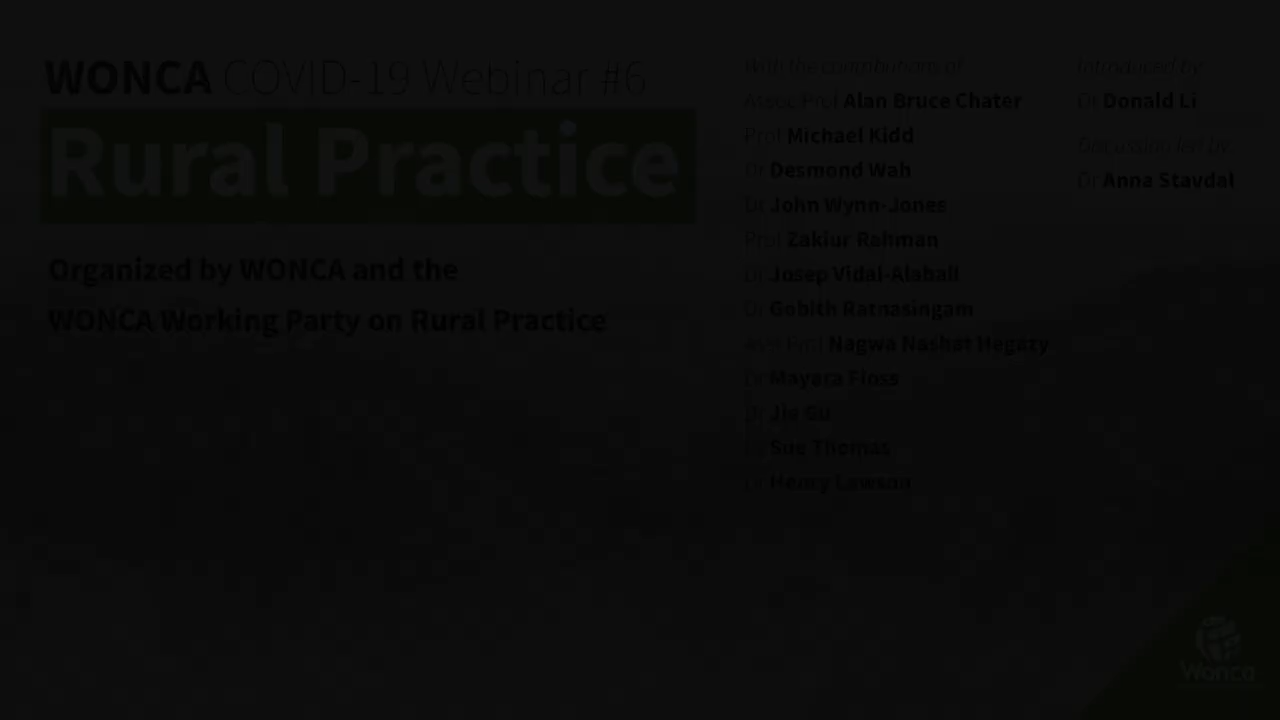 WONCA COVID-19 Webinar #6
Rural Practice
Organized by WONCA and the
WONCA Working Party on Rural Practice
With the contributions of
Assoc Prof Alan Bruce Chater
Prof Michael Kidd
Dr Desmond Wah
Dr John Wynn-Jones
Prof Zakiur Rahman
Dr Josep Vidal-Alaball
Dr Gobith Ratnasingam
Prof Nagwa Nashat Hegazy
Dr Mayara Floss
Dr Jie Gu
Dr Sue Thomas
Dr Henry Lawson
Introduced by
Dr Donald Li
Discussion led by
Dr Anna Stavdal
Wonca